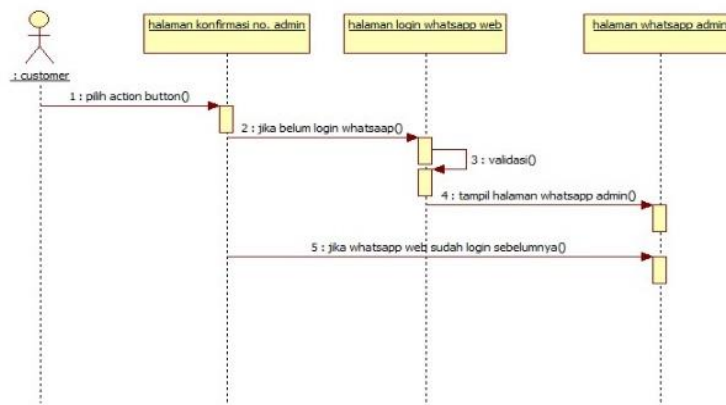 halaman konfirmasi no. admin
halaman login whatsapp web
halaman whatsapp admin
: customer
1 : pilih action button()
2 : jika belum login whatsaap()
3 : validasi()
4 : tampil halaman whatsapp admin()
5 : jika whatsapp web sudah login sebelumnya()